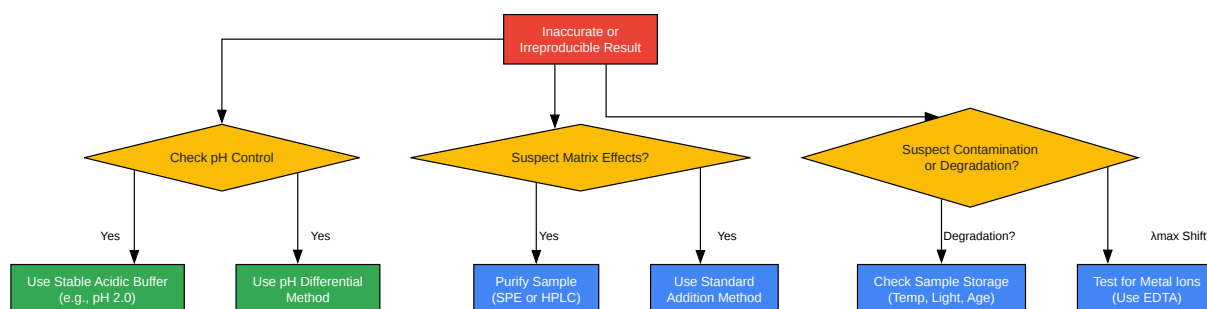 Inaccurate or
Irreproducible Result
Check pH Control
Suspect Matrix Effects?
Suspect Contamination
or Degradation?
Yes
Yes
Yes
Yes
Degradation?
λmax Shift
Use Stable Acidic Buffer
(e.g., pH 2.0)
Use pH Differential
Method
Purify Sample
(SPE or HPLC)
Use Standard
Addition Method
Check Sample Storage
(Temp, Light, Age)
Test for Metal Ions
(Use EDTA)